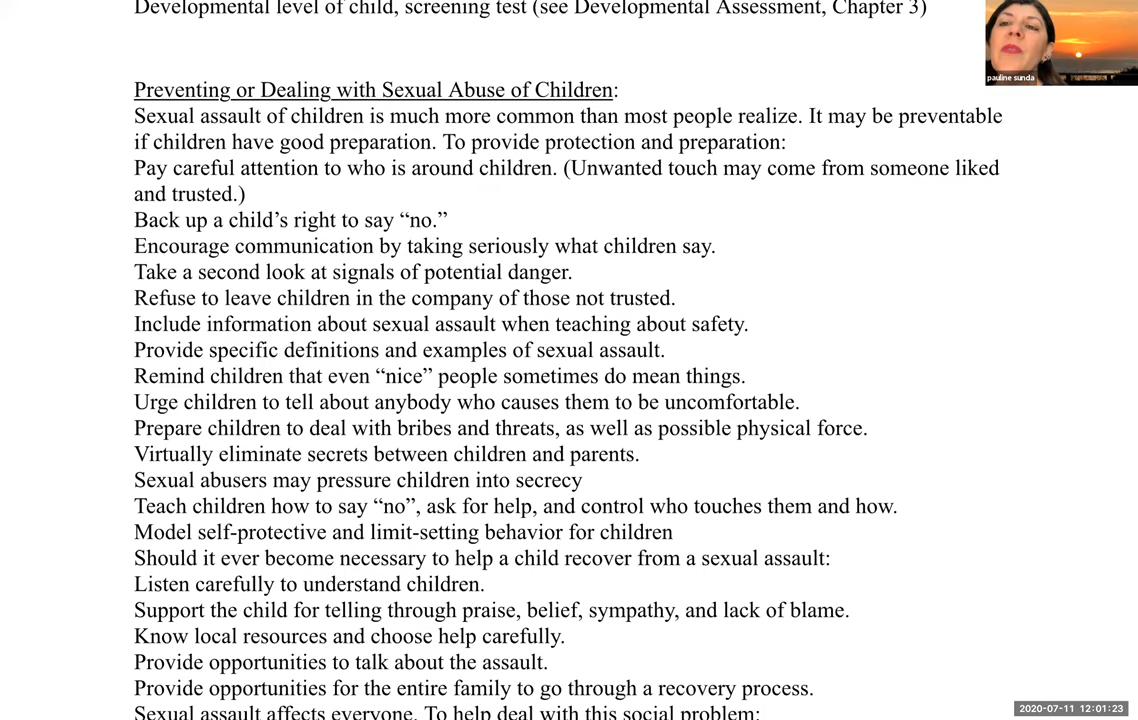 Developmental level of child, screening test (see Developmental Assessment, Chapter 3)
pauline sunda
Preventing or Dealing with Sexual Abuse of Children:
Sexual assault of children is much more common than most people realize. It may be preventable
if children have good preparation. To provide protection and preparation:
Pay careful attention to who is around children. (Unwanted touch may come from someone liked
and trusted.)
Back up a child’s right to say “no.”
Encourage communication by taking seriously what children say.
Take a second look at signals of potential danger.
Refuse to leave children in the company of those not trusted.
Include information about sexual assault when teaching about safety.
Provide specific definitions and examples of sexual assault.
Remind children that even “nice” people sometimes do mean things.
Urge children to tell about anybody who causes them to be uncomfortable.
Prepare children to deal with bribes and threats, as well as possible physical force.
Virtually eliminate secrets between children and parents.
Sexual abusers may pressure children into secrecy
Teach children how to say “no”, ask for help, and control who touches them and how.
Model self-protective and limit-setting behavior for children
Should it ever become necessary to help a child recover from a sexual assault:
Listen carefully to understand children.
Support the child for telling through praise, belief, sympathy, and lack of blame.
Know local resources and choose help carefully.
Provide opportunities to talk about the assault.
Provide opportunities for the entire family to go through a recovery process.
Sexual assault affects everyone. To help deal with this social problem:
2020-07-11 12:01:23